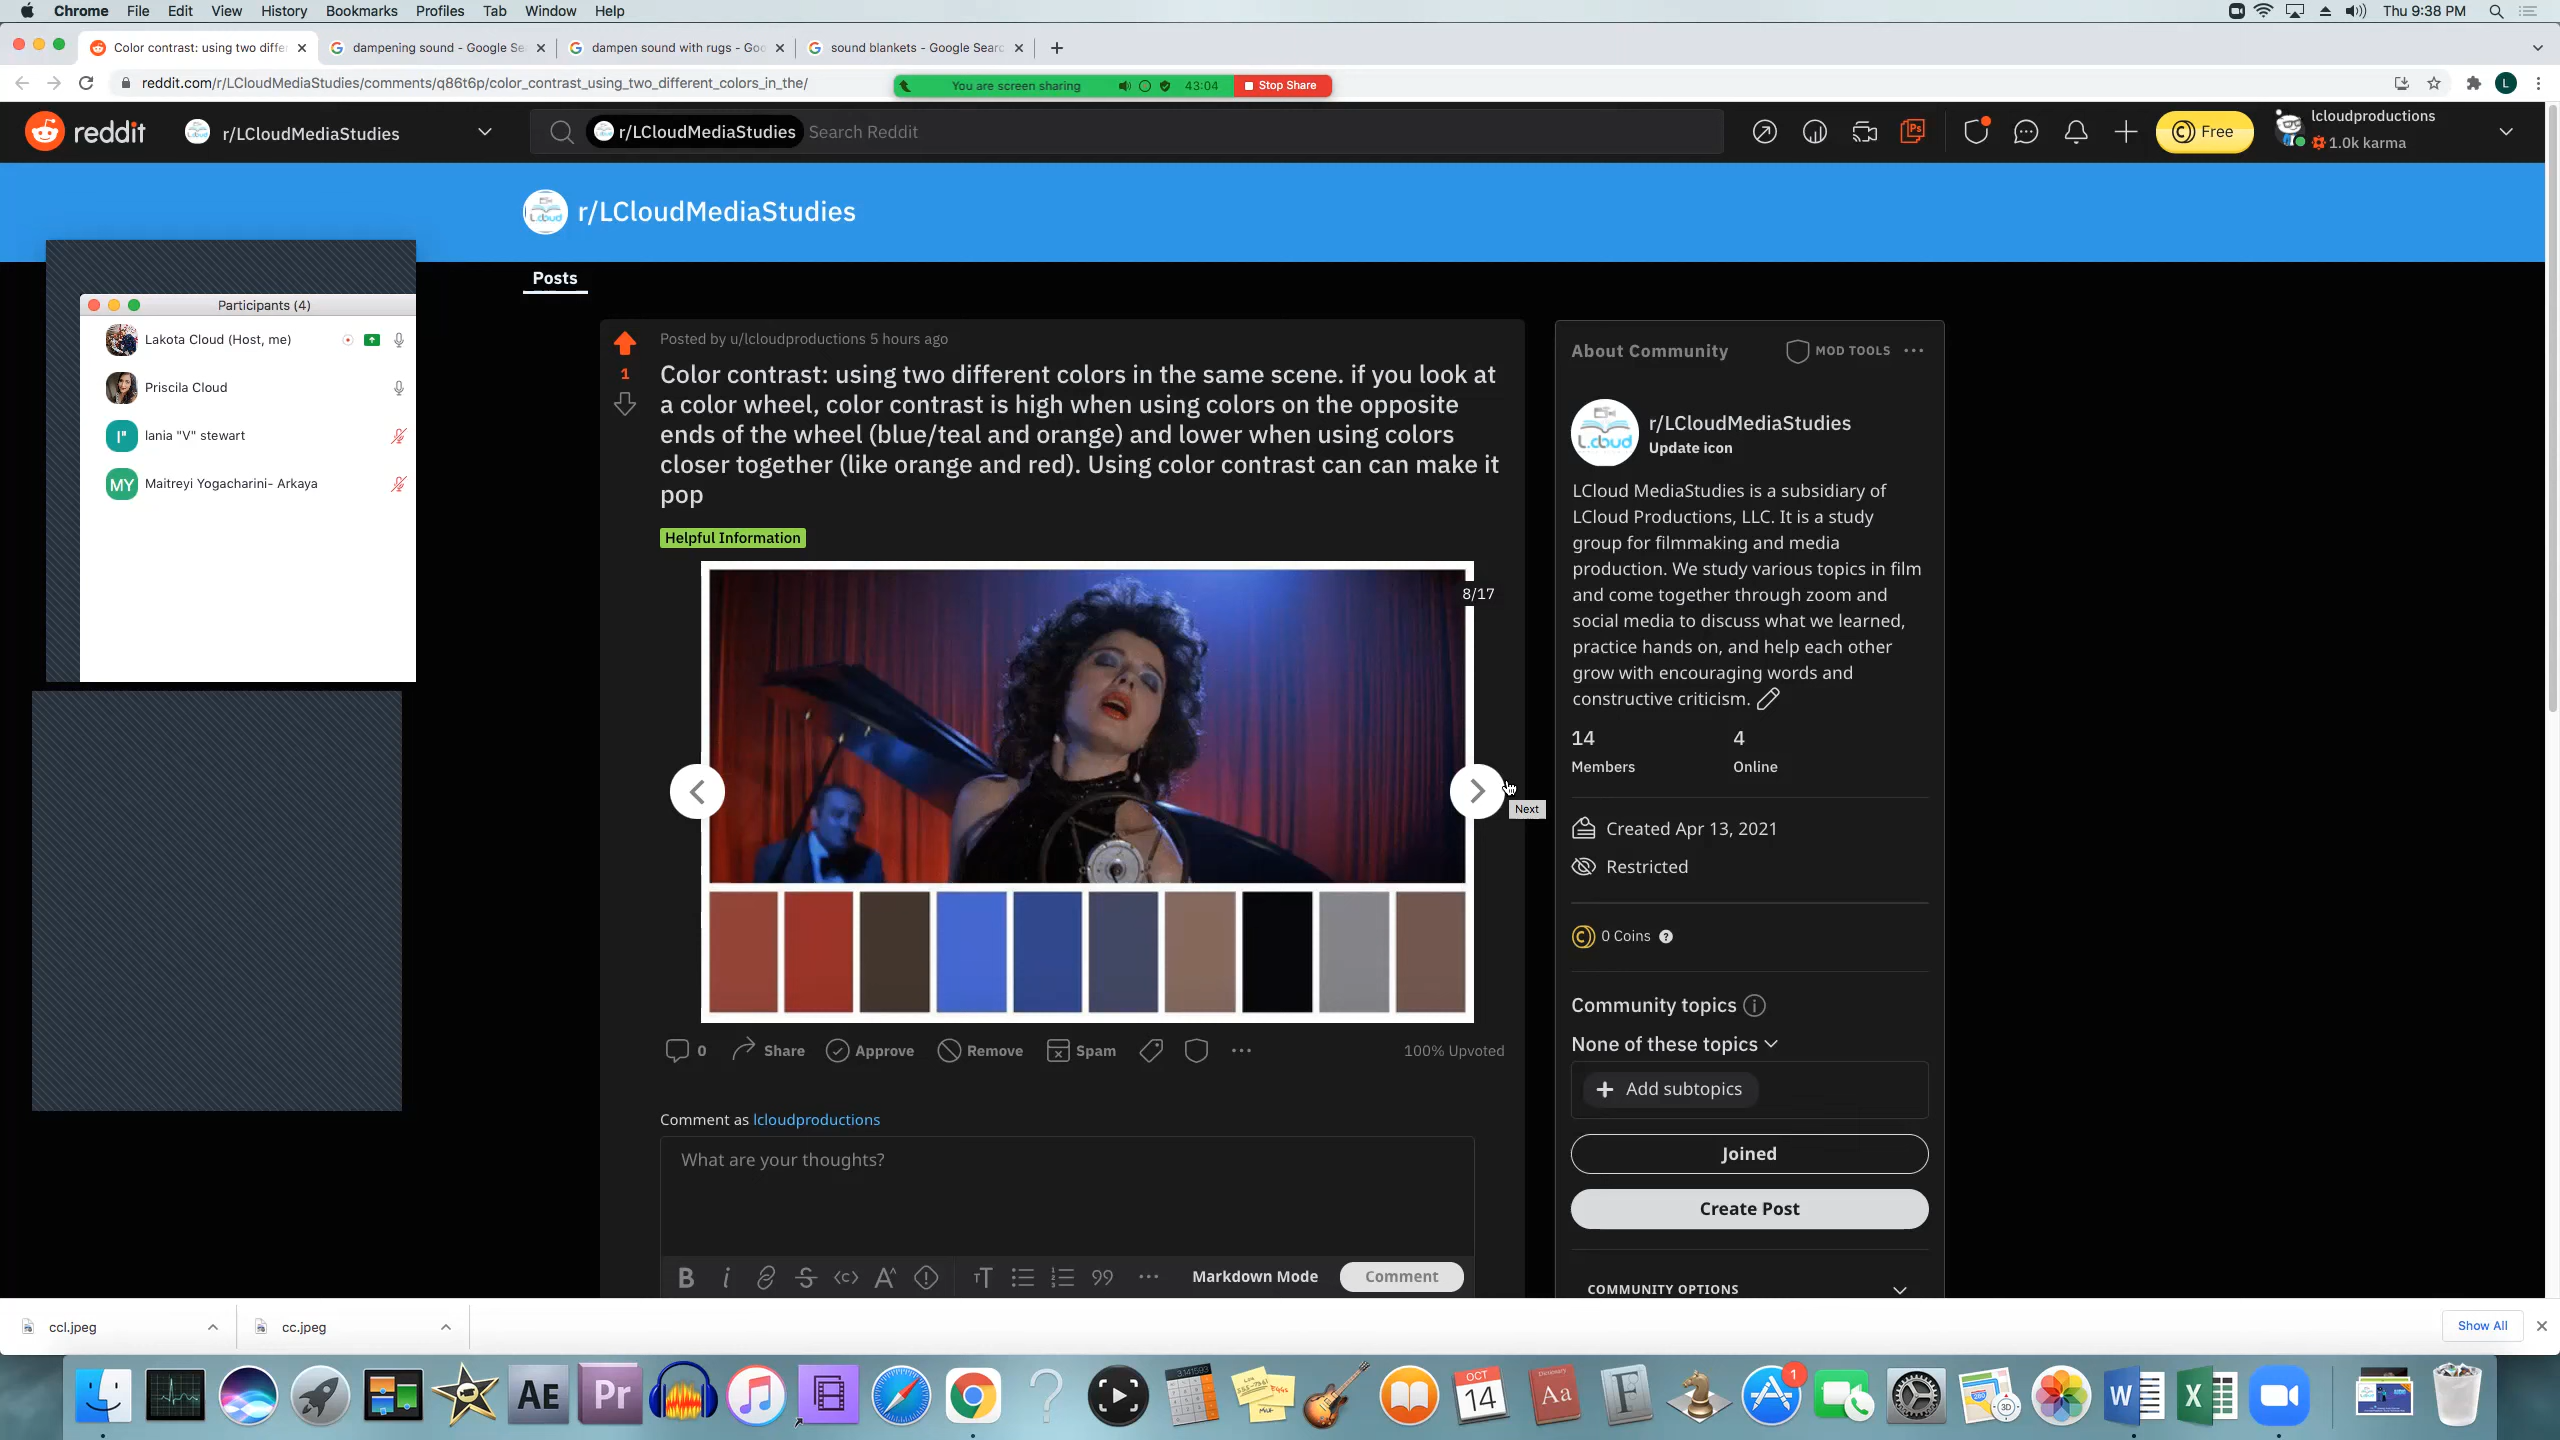 Chrome File Edit View History Bookmarks Profiles Tab Window Help
Thu 9:38 PM
Color contrast: using two diffe
dampening sound - Google Se
dampen sound with rugs - Goo
sound blankets - Google Searc
reddit.com/r/LCloudMediaStudies/comments/q86t6p/color_contrast_using_two_different_colors_in_the/
You are screen sharing
43:04
Stop Share
reddit
r/LCloudMediaStudies
r/LCloudMediaStudies
Search Reddit
Ps
Free
lcloudproductions
1.0k karma
L
r/LCloudMediaStudies
Posts
Participants (4)
Lakota Cloud (Host, me)
Priscila Cloud
I" Iania "V" stewart
MY Maitreyi Yogacharini- Arkaya
1
Posted by u/lcloudproductions 5 hours ago
Color contrast: using two different colors in the same scene. if you look at
a color wheel, color contrast is high when using colors on the opposite
ends of the wheel (blue/teal and orange) and lower when using colors
closer together (like orange and red). Using color contrast can can make it
pop
Helpful Information
8/17
Next
0
Share
Approve
Remove
Spam
100% Upvoted
Comment as lcloudproductions
What are your thoughts?
Markdown Mode
Comment
About Community
MOD TOOLS
L.cloud
r/LCloudMediaStudies
Update icon
LCloud MediaStudies is a subsidiary of
LCloud Productions, LLC. It is a study
group for filmmaking and media
production. We study various topics in film
and come together through zoom and
social media to discuss what we learned,
practice hands on, and help each other
grow with encouraging words and
constructive criticism.
14
Members
4
Online
Created Apr 13, 2021
Restricted
0 Coins
Community topics
None of these topics
Add subtopics
Joined
Create Post
COMMUNITY OPTIONS
ccl.jpeg
cc.jpeg
Show All
AE
Pr
OCT
14
Dictionary
Aa
F
1
W
X